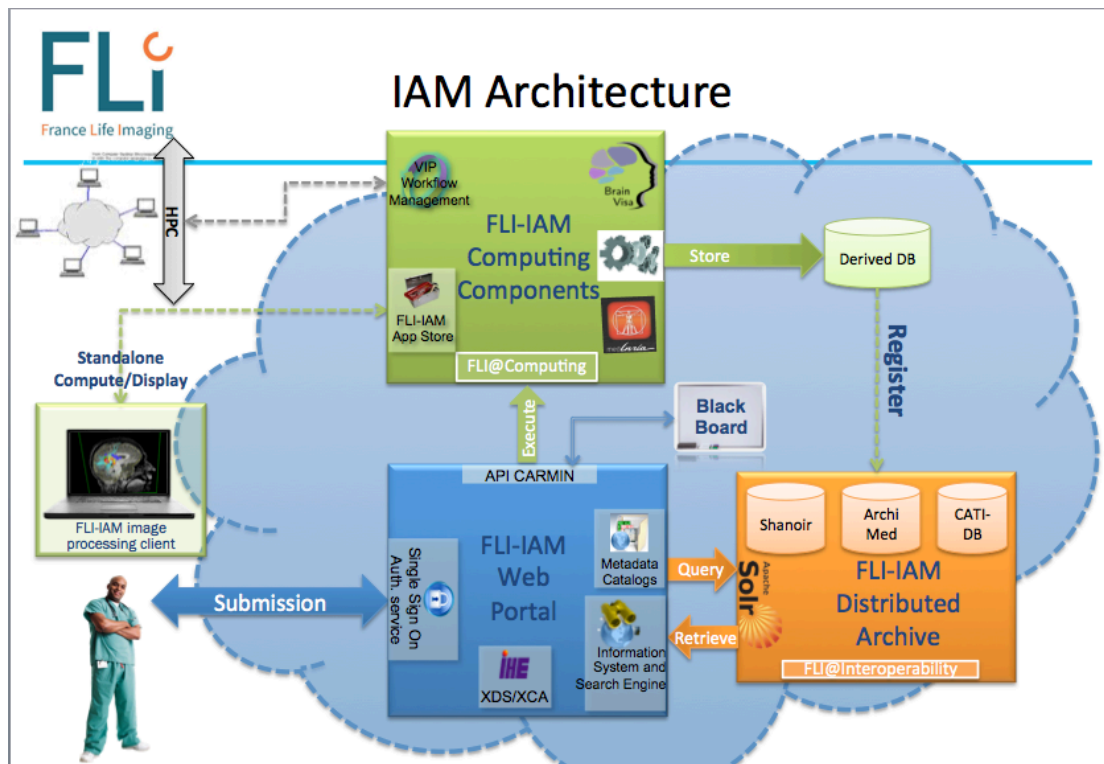 FLi
France Life Imaging
IAM Architecture
HPC
VIP
Workflow
Management
Brain
Visa
FLI-IAM
Computing
Components
FLI-IAM
App Store
medInria
FLI@Computing
Store
Derived DB
Register
Standalone
Compute/Display
FLI-IAM image
processing client
Execute
Black
Board
API CARMIN
Single Sign On
Auth. service
FLI-IAM
Web
Portal
Metadata
Catalogs
Information
System and
Search Engine
IHE
XDS/XCA
Submission
Query
Retrieve
Shanoir
Archi
Med
CATI-
DB
Apache
Solr
FLI-IAM
Distributed
Archive
FLI@Interoperability